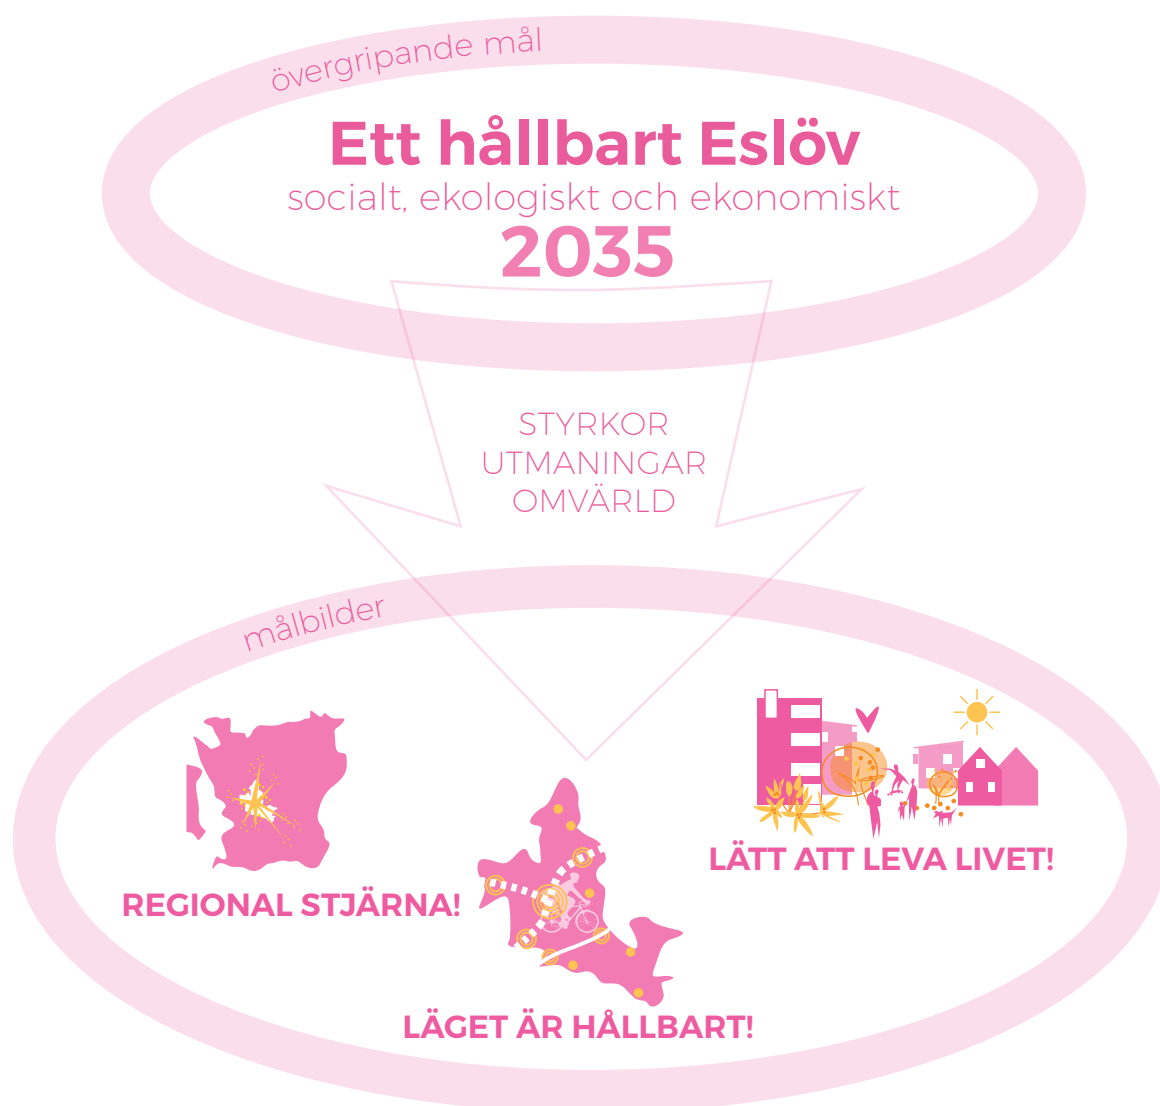 övergripande mål
Ett hållbart Eslöv
socialt, ekologiskt och ekonomiskt
2035
STYRKOR
UTMANINGAR
OMVÄRLD
målbilder
LÄTT ATT LEVA LIVET!
REGIONAL STJÄRNA!
LÄGET ÄR HÅLLBART!